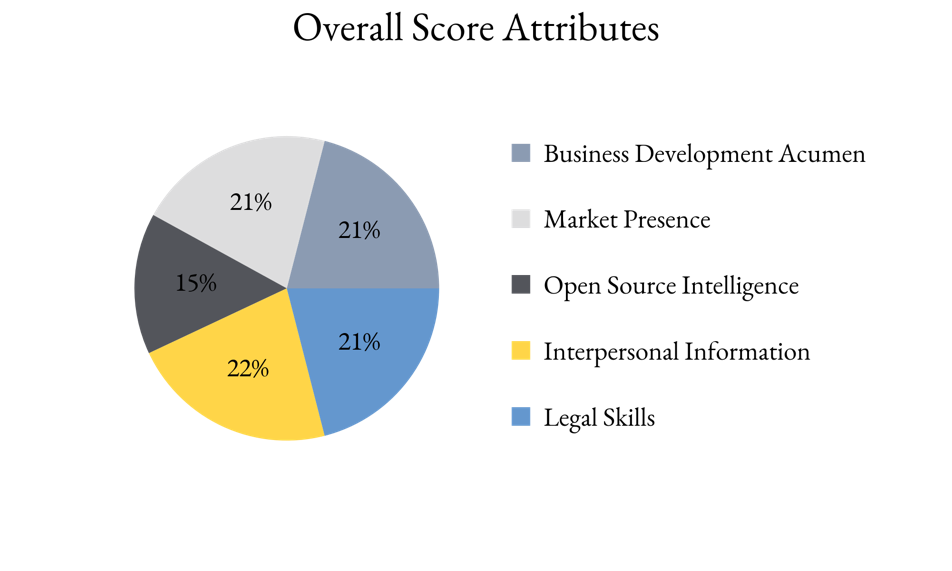 Overall Score Attributes
21%
21%
15%
22%
21%
Business Development Acumen
Market Presence
Open Source Intelligence
Interpersonal Information
Legal Skills